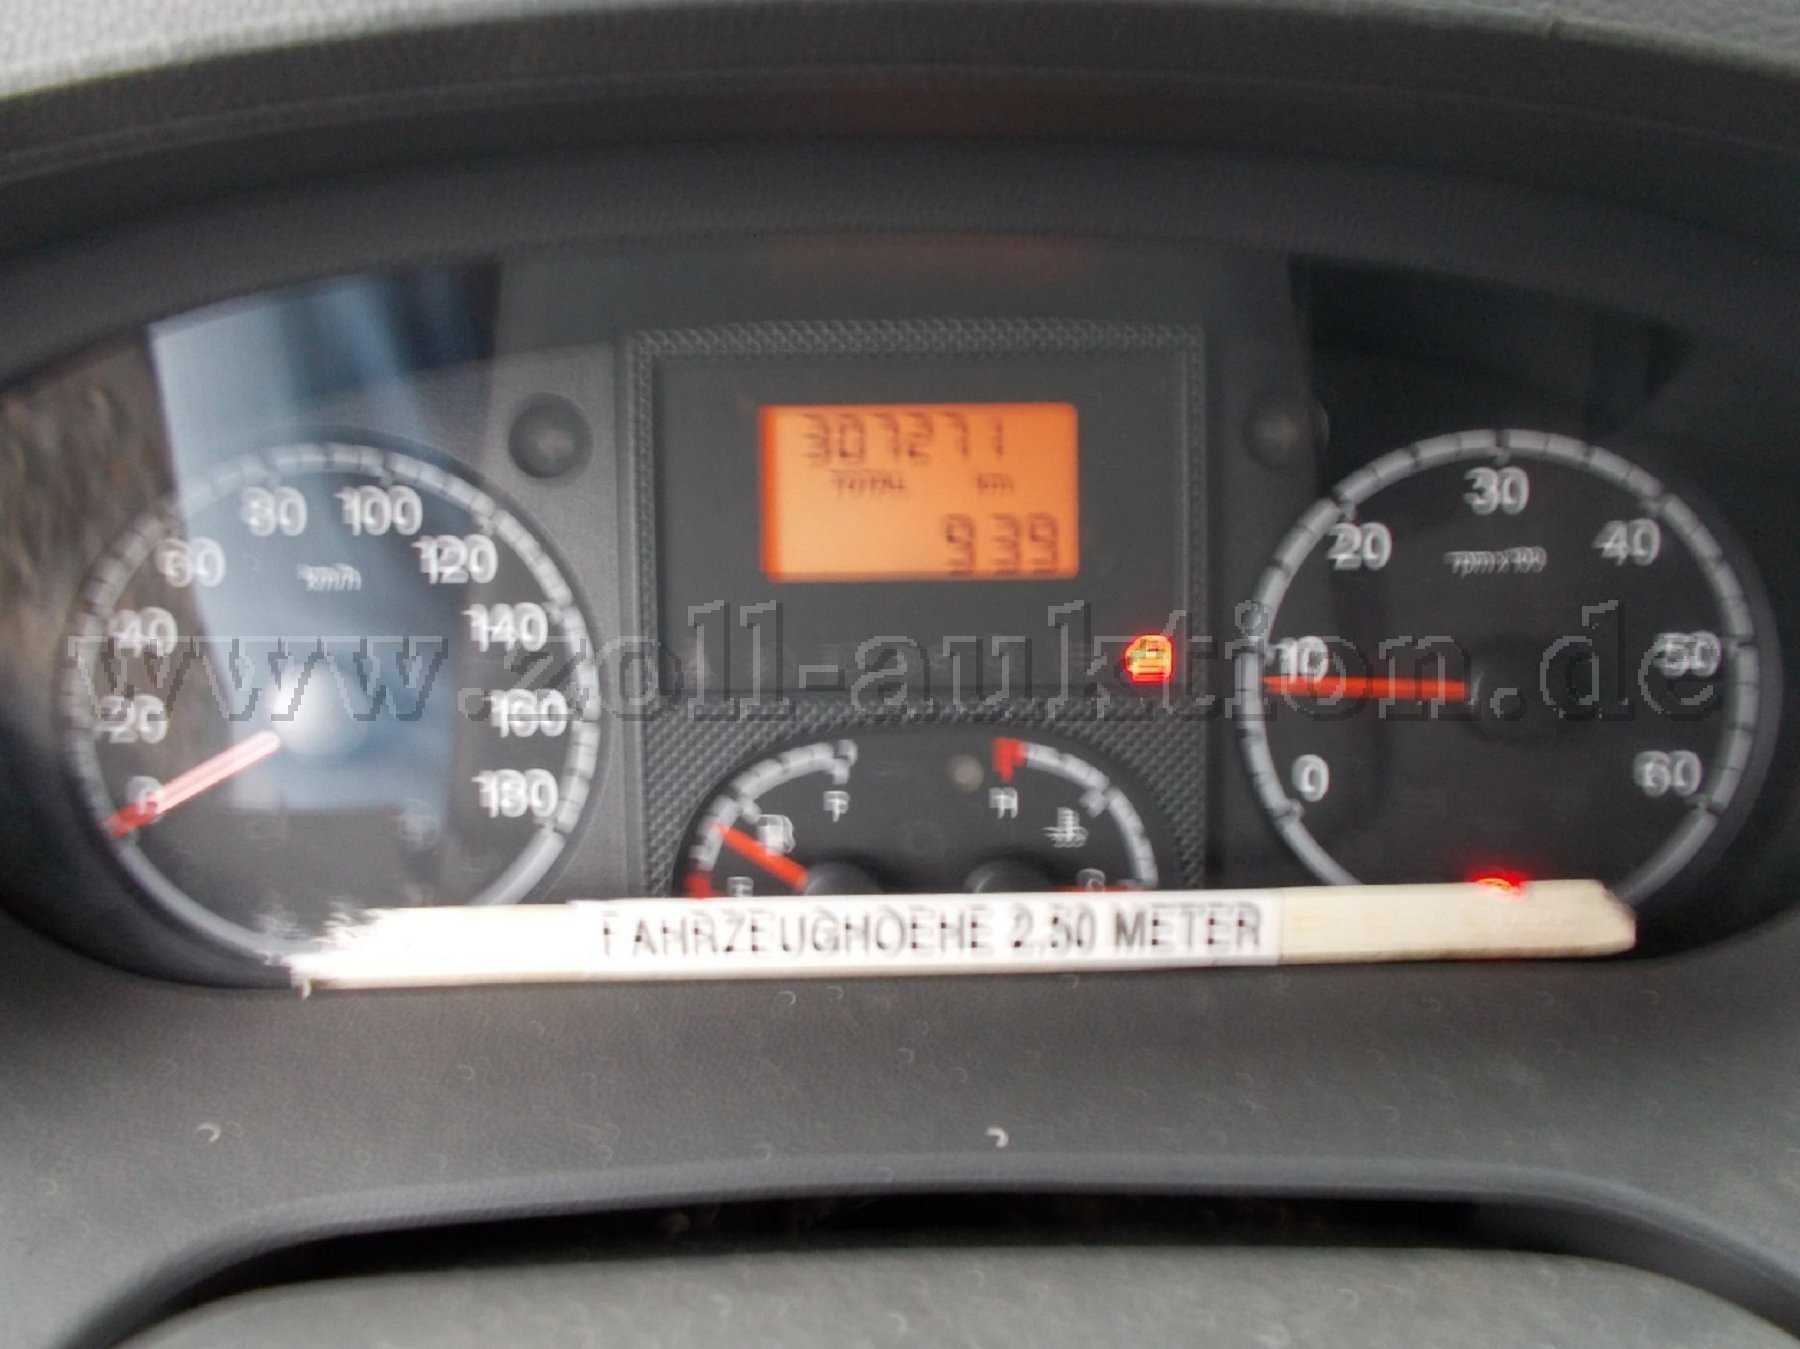 307271
TOTAL km
939
80 100
60 120
km/h
40 140
20 160
0 180
30
20 40
rpm x100
10 50
0 60
F H
E C
www.zoll-auktion.de
FAHRZEUGHOEHE 2,50 METER